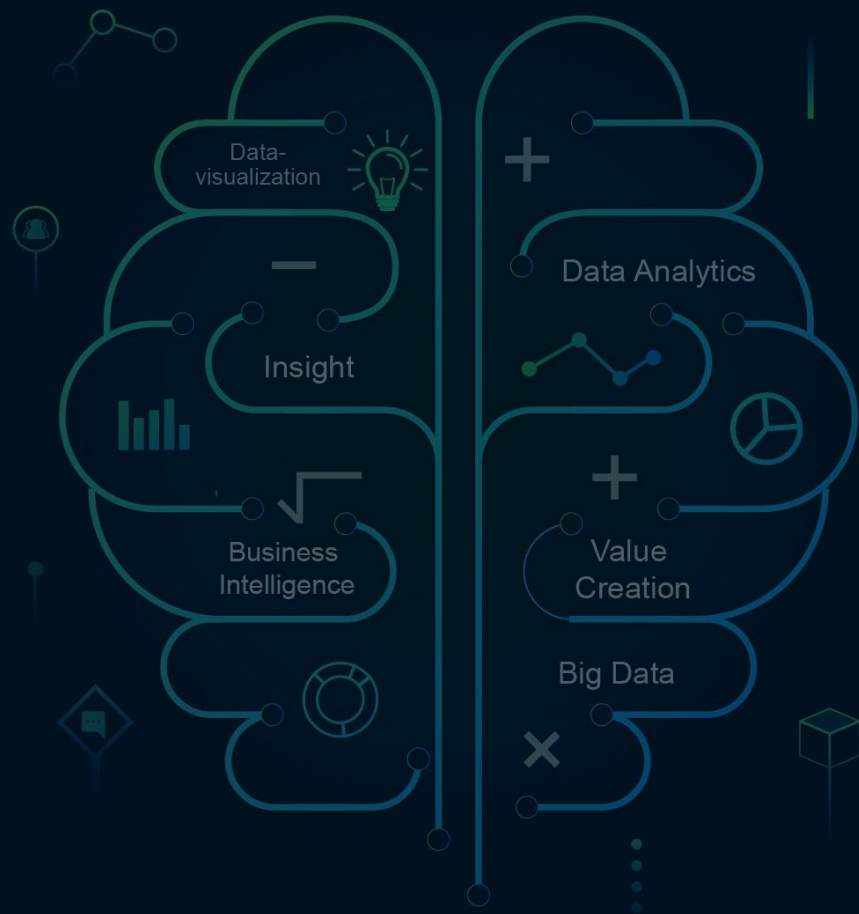 Data-
visualization
Data Analytics
Insight
Business
Intelligence
Value
Creation
Big Data